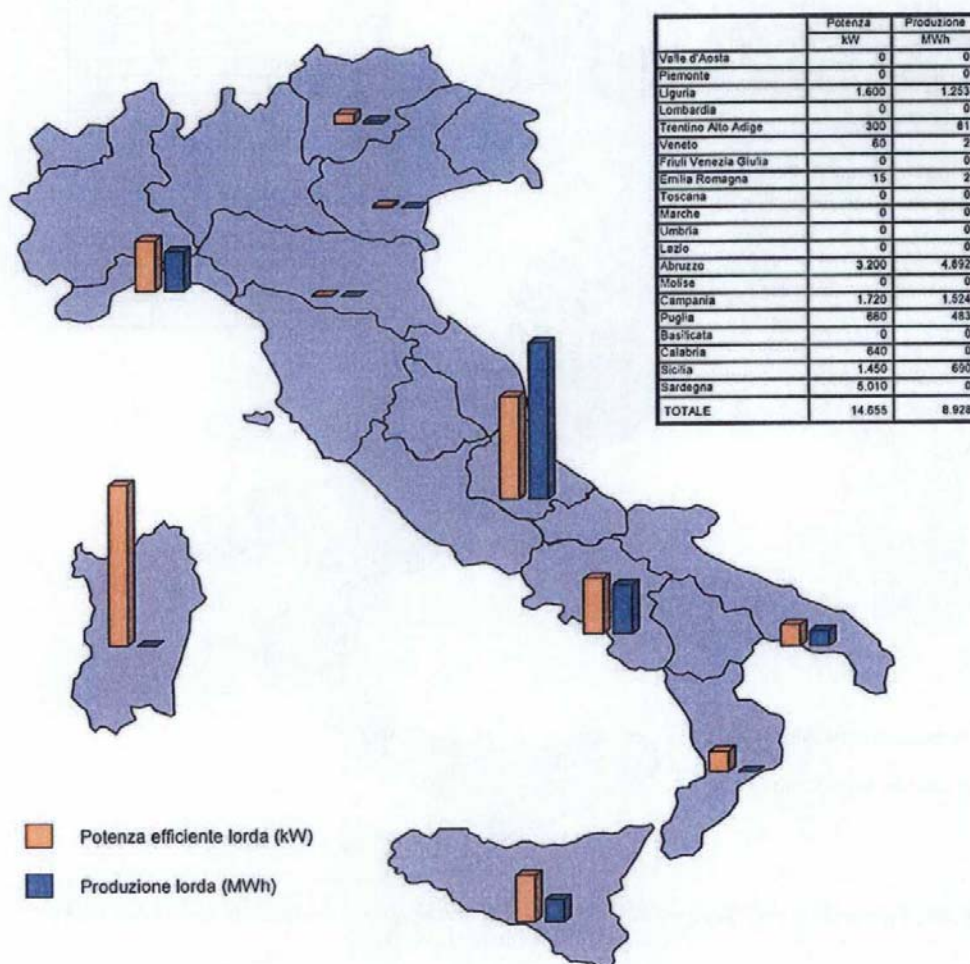 Potenza Produzione
kW MWh
Valle d'Aosta 0 0
Piemonte 0 0
Liguria 1.600 1.253
Lombardia 0 0
Trentino Alto Adige 300 81
Veneto 60 2
Friuli Venezia Giulia 0 0
Emilia Romagna 15 2
Toscana 0 0
Marche 0 0
Umbria 0 0
Lazio 0 0
Abruzzo 3.200 4.892
Molise 0 0
Campania 1.720 1.524
Puglia 660 483
Basilicata 0 0
Calabria 640 0
Sicilia 1.450 690
Sardegna 5.010 0
TOTALE 14.655 8.928
Potenza efficiente lorda (kW)
Produzione lorda (MWh)